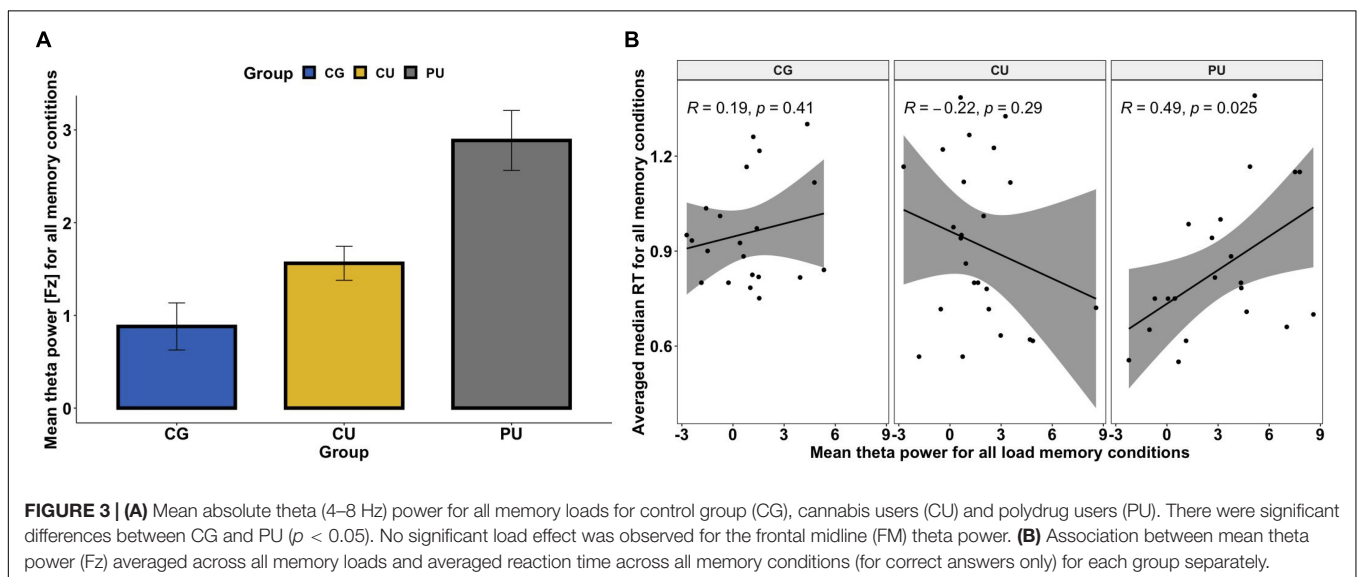 A
Group CG CU PU
Mean theta power [Fz] for all memory contitions
3
2
1
0
CG CU PU
Group
B
CG CU PU
R = 0.19, p = 0.41 R = −0.22, p = 0.29 R = 0.49, p = 0.025
Averaged median RT for all memory conditions
1.2
0.9
0.6
-3 0 3 6 9 -3 0 3 6 9 -3 0 3 6 9
Mean theta power for all load memory conditions
FIGURE 3 | (A) Mean absolute theta (4–8 Hz) power for all memory loads for control group (CG), cannabis users (CU) and polydrug users (PU). There were significant
differences between CG and PU (p < 0.05). No significant load effect was observed for the frontal midline (FM) theta power. (B) Association between mean theta
power (Fz) averaged across all memory loads and averaged reaction time across all memory conditions (for correct answers only) for each group separately.